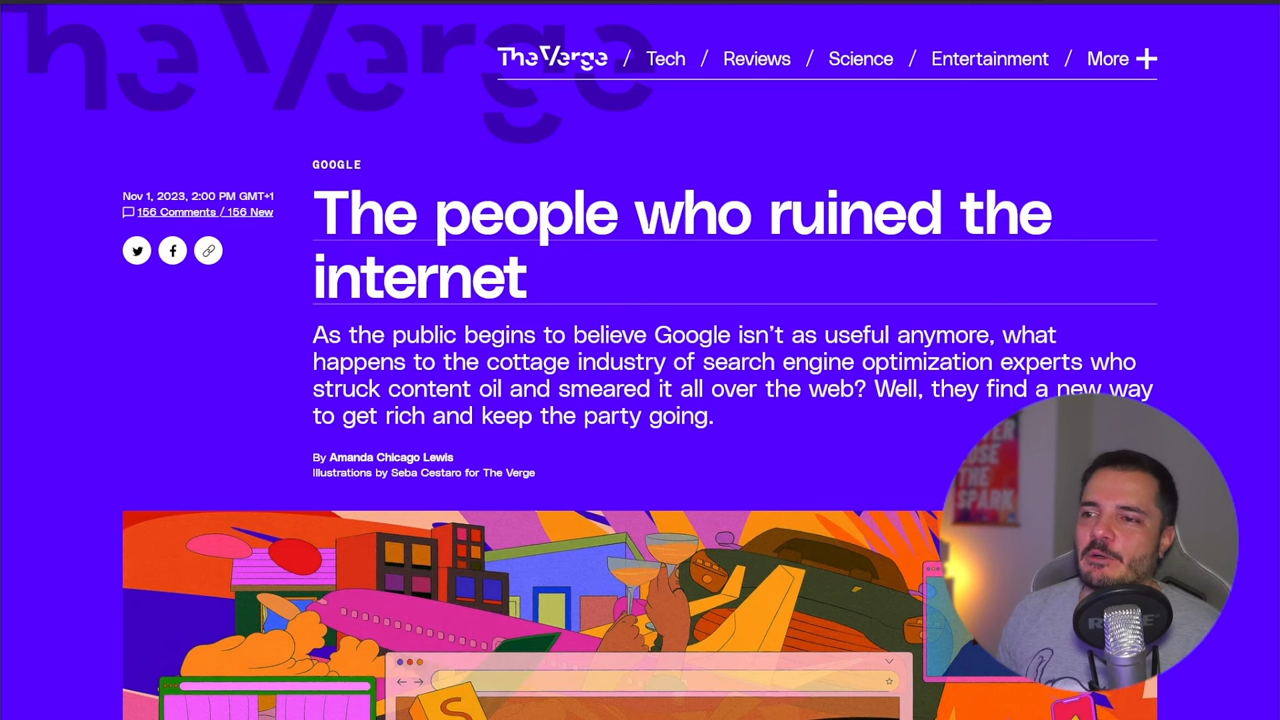 The Verge
The Verge / Tech / Reviews / Science / Entertainment / More
GOOGLE
Nov 1, 2023, 2:00 PM GMT+1
156 Comments / 156 New
The people who ruined the
internet
As the public begins to believe Google isn't as useful anymore, what
happens to the cottage industry of search engine optimization experts who
struck content oil and smeared it all over the web? Well, they find a new way
to get rich and keep the party going.
By Amanda Chicago Lewis
Illustrations by Seba Cestaro for The Verge
THE
SPARK
S